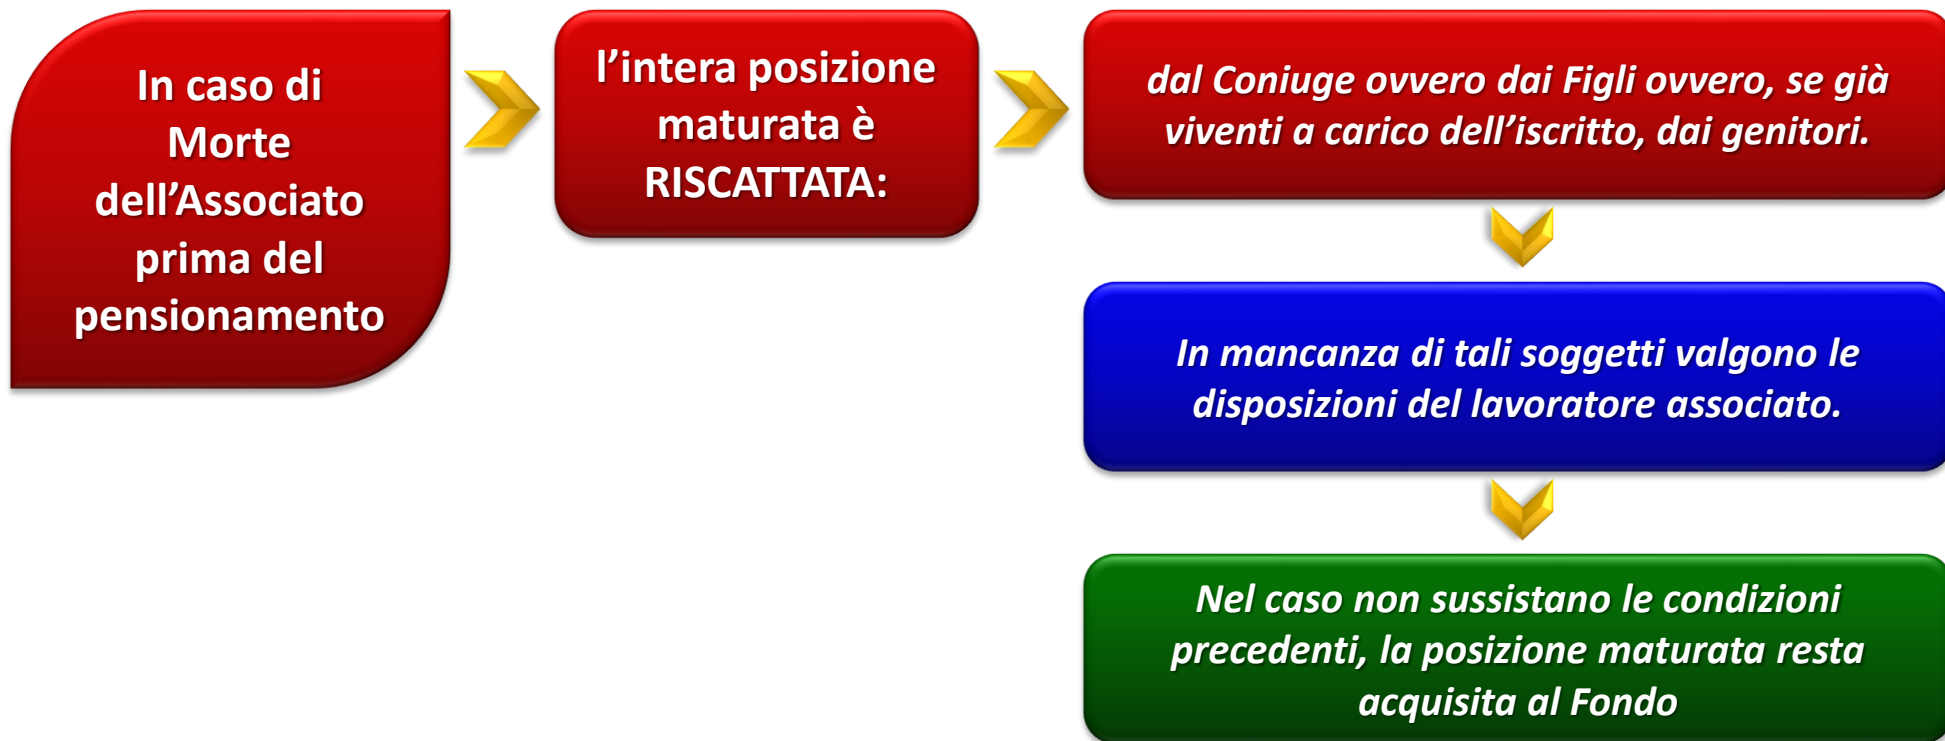 In caso di
Morte
dell’Associato
prima del
pensionamento
l’intera posizione
maturata è
RISCATTATA:
dal Coniuge ovvero dai Figli ovvero, se già
viventi a carico dell’iscritto, dai genitori.
In mancanza di tali soggetti valgono le
disposizioni del lavoratore associato.
Nel caso non sussistano le condizioni
precedenti, la posizione maturata resta
acquisita al Fondo